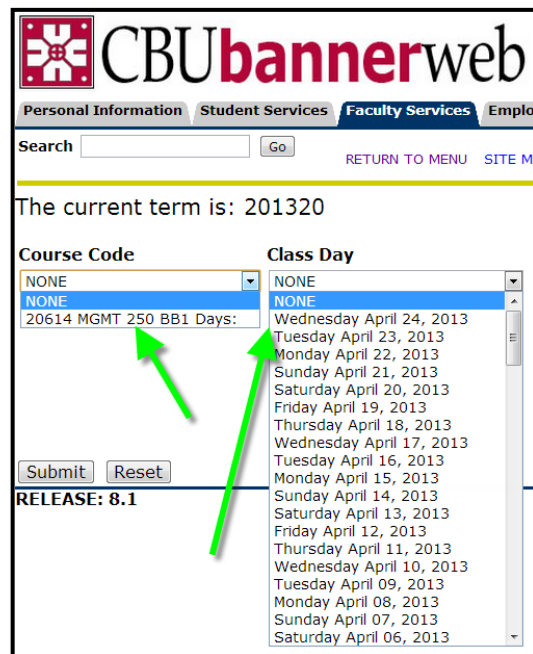 CBUbannerweb
Personal Information Student Services Faculty Services Emplo
Search Go
RETURN TO MENU SITE M
The current term is: 201320
Course Code Class Day
NONE NONE
NONE NONE
20614 MGMT 250 BB1 Days: Wednesday April 24, 2013
Tuesday April 23, 2013
Monday April 22, 2013
Sunday April 21, 2013
Saturday April 20, 2013
Friday April 19, 2013
Thursday April 18, 2013
Wednesday April 17, 2013
Tuesday April 16, 2013
Submit Reset Monday April 15, 2013
RELEASE: 8.1 Sunday April 14, 2013
Saturday April 13, 2013
Friday April 12, 2013
Thursday April 11, 2013
Wednesday April 10, 2013
Tuesday April 09, 2013
Monday April 08, 2013
Sunday April 07, 2013
Saturday April 06, 2013